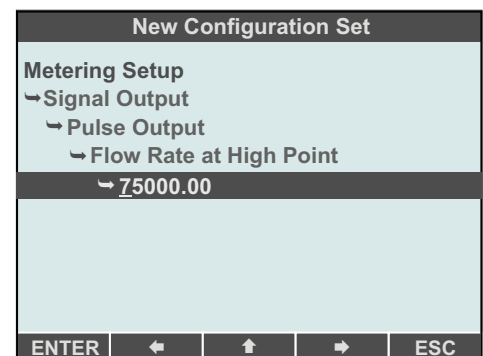 New Configuration Set
Metering Setup
➥Signal Output
➥Pulse Output
➥Flow Rate at High Point
➥75000.00
ENTER ⬅ ⬆ ➡ ESC